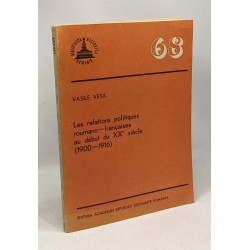 63
VASILE VESA
Les relations politiques
roumano—françaises
au début du XXe siècle
(1900—1916)
EDITURA ACADEMIEI REPUBLICII SOCIALISTE ROMÂNIA